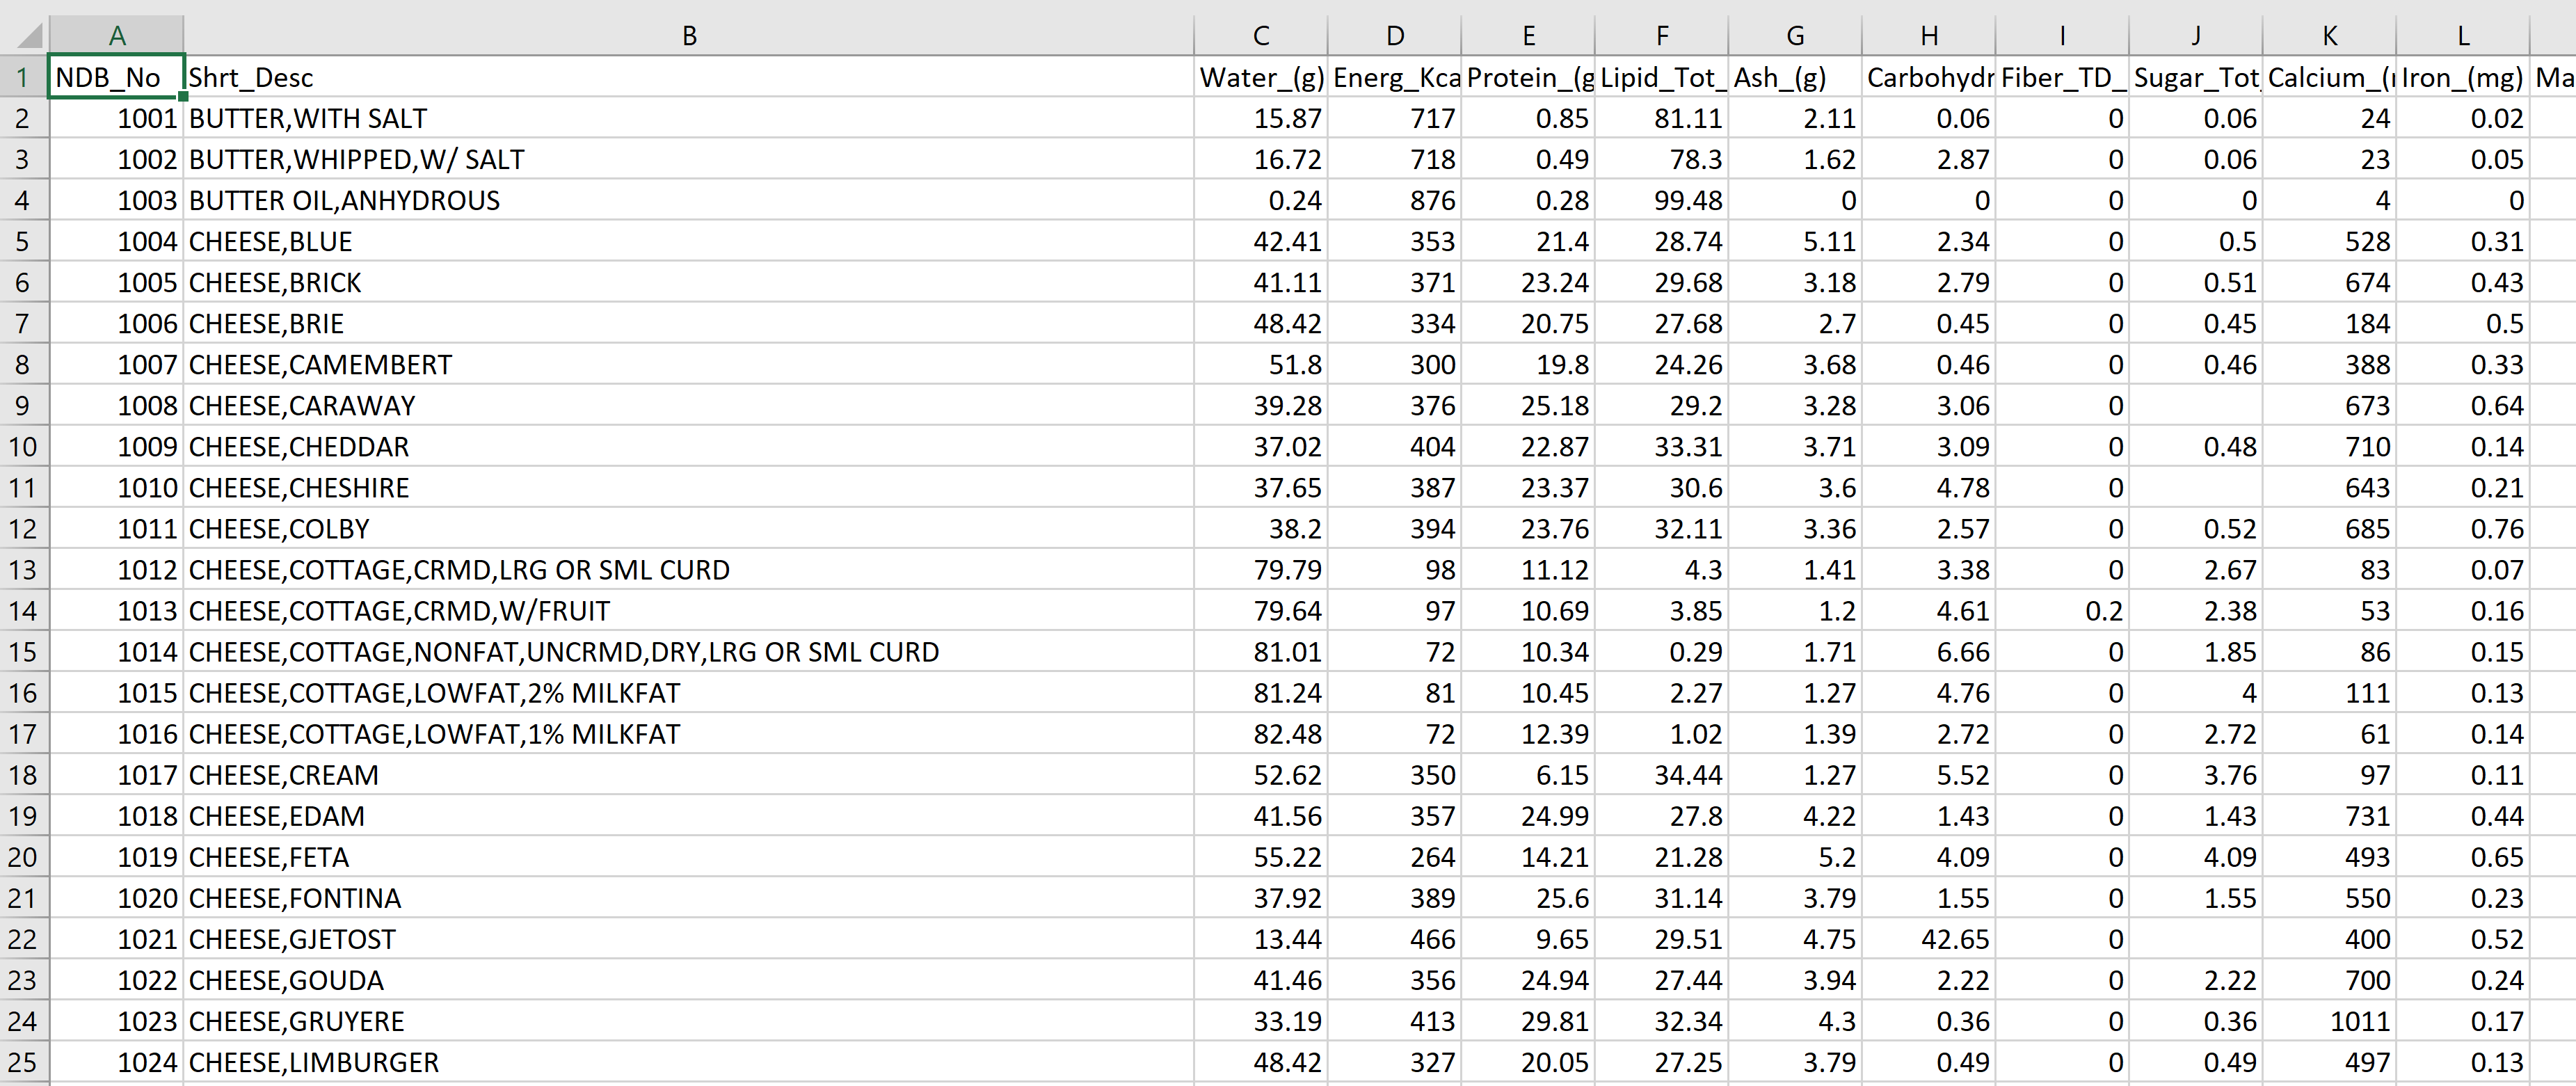 A B C D E F G H I J K L
1 NDB_No Shrt_Desc Water_(g) Energ_Kca Protein_(g Lipid_Tot_ Ash_(g) Carbohydr Fiber_TD_ Sugar_Tot_ Calcium_(r Iron_(mg) Ma
2 1001 BUTTER,WITH SALT 15.87 717 0.85 81.11 2.11 0.06 0 0.06 24 0.02
3 1002 BUTTER,WHIPPED,W/ SALT 16.72 718 0.49 78.3 1.62 2.87 0 0.06 23 0.05
4 1003 BUTTER OIL,ANHYDROUS 0.24 876 0.28 99.48 0 0 0 0 4 0
5 1004 CHEESE,BLUE 42.41 353 21.4 28.74 5.11 2.34 0 0.5 528 0.31
6 1005 CHEESE,BRICK 41.11 371 23.24 29.68 3.18 2.79 0 0.51 674 0.43
7 1006 CHEESE,BRIE 48.42 334 20.75 27.68 2.7 0.45 0 0.45 184 0.5
8 1007 CHEESE,CAMEMBERT 51.8 300 19.8 24.26 3.68 0.46 0 0.46 388 0.33
9 1008 CHEESE,CARAWAY 39.28 376 25.18 29.2 3.28 3.06 0 673 0.64
10 1009 CHEESE,CHEDDAR 37.02 404 22.87 33.31 3.71 3.09 0 0.48 710 0.14
11 1010 CHEESE,CHESHIRE 37.65 387 23.37 30.6 3.6 4.78 0 643 0.21
12 1011 CHEESE,COLBY 38.2 394 23.76 32.11 3.36 2.57 0 0.52 685 0.76
13 1012 CHEESE,COTTAGE,CRMD,LRG OR SML CURD 79.79 98 11.12 4.3 1.41 3.38 0 2.67 83 0.07
14 1013 CHEESE,COTTAGE,CRMD,W/FRUIT 79.64 97 10.69 3.85 1.2 4.61 0.2 2.38 53 0.16
15 1014 CHEESE,COTTAGE,NONFAT,UNCRMD,DRY,LRG OR SML CURD 81.01 72 10.34 0.29 1.71 6.66 0 1.85 86 0.15
16 1015 CHEESE,COTTAGE,LOWFAT,2% MILKFAT 81.24 81 10.45 2.27 1.27 4.76 0 4 111 0.13
17 1016 CHEESE,COTTAGE,LOWFAT,1% MILKFAT 82.48 72 12.39 1.02 1.39 2.72 0 2.72 61 0.14
18 1017 CHEESE,CREAM 52.62 350 6.15 34.44 1.27 5.52 0 3.76 97 0.11
19 1018 CHEESE,EDAM 41.56 357 24.99 27.8 4.22 1.43 0 1.43 731 0.44
20 1019 CHEESE,FETA 55.22 264 14.21 21.28 5.2 4.09 0 4.09 493 0.65
21 1020 CHEESE,FONTINA 37.92 389 25.6 31.14 3.79 1.55 0 1.55 550 0.23
22 1021 CHEESE,GJETOST 13.44 466 9.65 29.51 4.75 42.65 0 400 0.52
23 1022 CHEESE,GOUDA 41.46 356 24.94 27.44 3.94 2.22 0 2.22 700 0.24
24 1023 CHEESE,GRUYERE 33.19 413 29.81 32.34 4.3 0.36 0 0.36 1011 0.17
25 1024 CHEESE,LIMBURGER 48.42 327 20.05 27.25 3.79 0.49 0 0.49 497 0.13